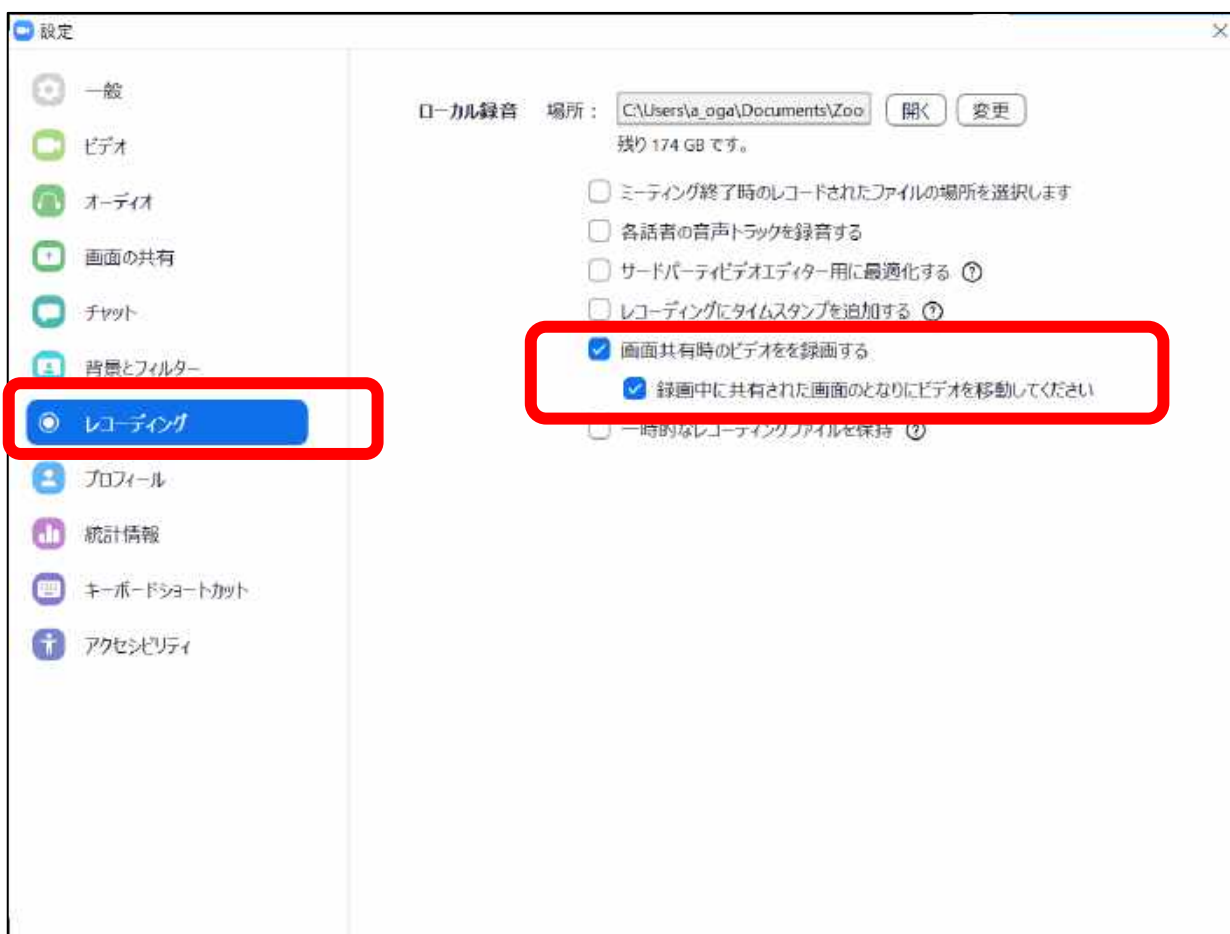 設定
一般
ビデオ
オーディオ
画面の共有
チャット
背景とフィルター
レコーディング
プロフィール
統計情報
キーボードショートカット
アクセシビリティ
ローカル録音 場所： C:\Users\a_oga\Documents\Zoo 開く 変更
残り 174 GB です。
ミーティング終了時のレコードされたファイルの場所を選択します
各話者の音声トラックを録音する
サードパーティビデオエディター用に最適化する ?
レコーディングにタイムスタンプを追加する ?
画面共有時のビデオをを録画する
録画中に共有された画面のとなりにビデオを移動してください
一時的なレコーディングファイルを保持 ?